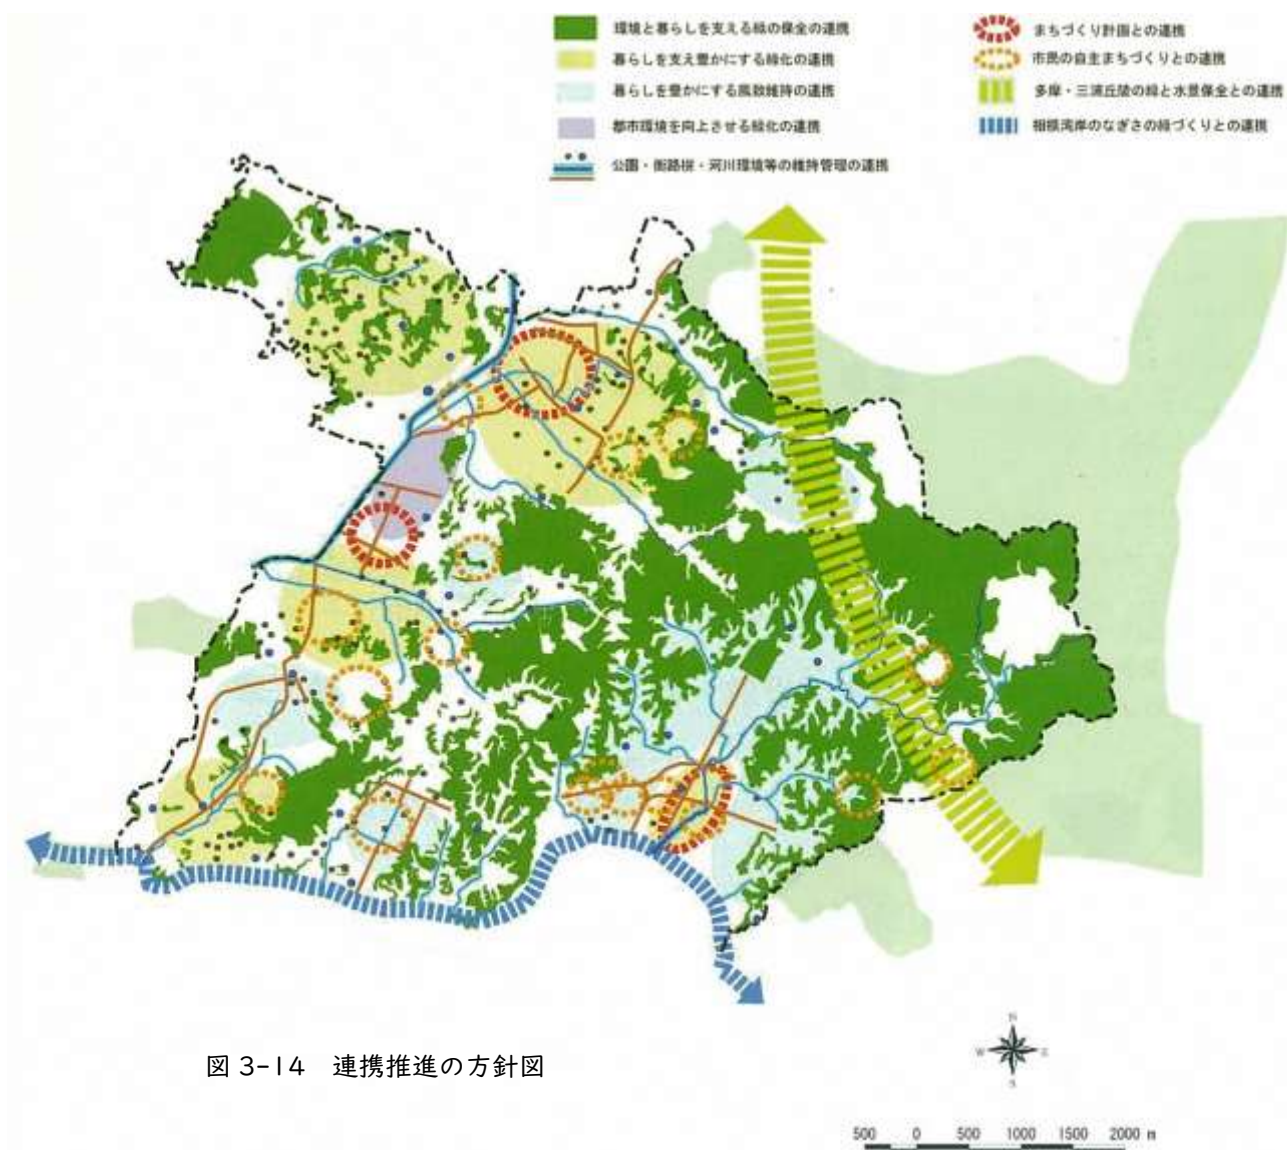 環境と暮らしを支える緑の保全の連携
暮らしを支え豊かにする緑化の連携
暮らしを豊かにする風致維持の連携
都市環境を向上させる緑化の連携
公園・街路樹・河川環境等の維持管理の連携
まちづくり計画との連携
市民の自主まちづくりとの連携
多摩・三浦丘陵の緑と水景保全との連携
相模湾岸のなぎさの緑づくりとの連携
図 3-14 連携推進の方針図
N
W E
S
500 0 500 1000 1500 2000 m